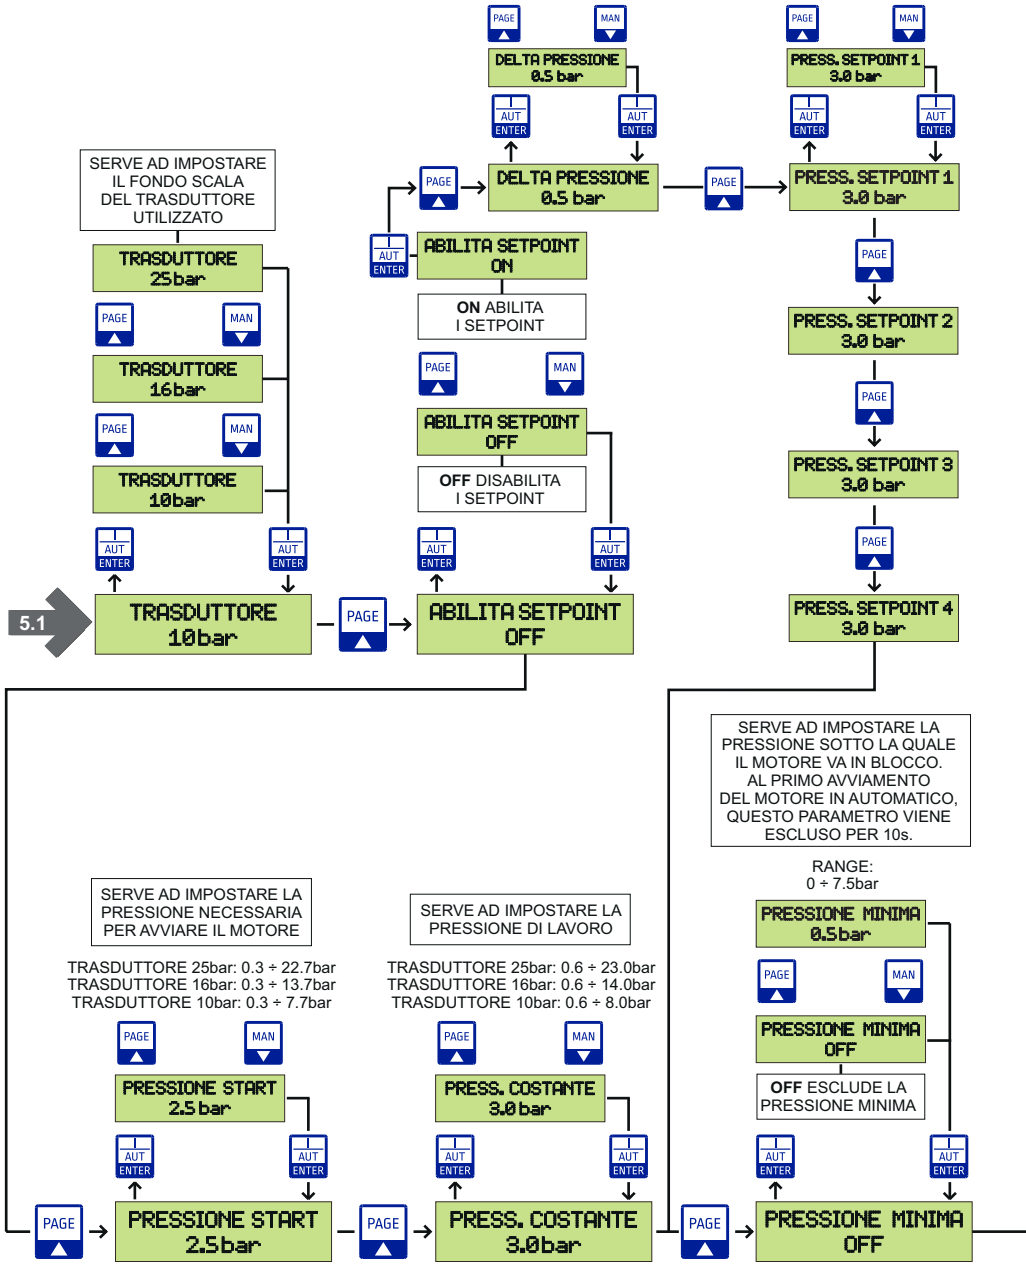 PAGE
MAN
PAGE
MAN
DELTA PRESSIONE
0.5 bar
PRESS. SETPOINT 1
3.0 bar
AUT
ENTER
AUT
ENTER
AUT
ENTER
AUT
ENTER
SERVE AD IMPOSTARE
IL FONDO SCALA
DEL TRASDUTTORE
UTILIZZATO
PAGE
DELTA PRESSIONE
0.5 bar
PAGE
PRESS. SETPOINT 1
3.0 bar
TRASDUTTORE
25bar
AUT
ENTER
ABILITA SETPOINT
ON
PAGE
ON ABILITA
I SETPOINT
PAGE
MAN
PRESS. SETPOINT 2
3.0 bar
TRASDUTTORE
16bar
PAGE
MAN
PAGE
PAGE
MAN
ABILITA SETPOINT
OFF
PRESS. SETPOINT 3
3.0 bar
TRASDUTTORE
10bar
OFF DISABILITA
I SETPOINT
AUT
ENTER
AUT
ENTER
AUT
ENTER
AUT
ENTER
PAGE
5.1
TRASDUTTORE
10bar
PAGE
ABILITA SETPOINT
OFF
PRESS. SETPOINT 4
3.0 bar
SERVE AD IMPOSTARE LA
PRESSIONE SOTTO LA QUALE
IL MOTORE VA IN BLOCCO.
AL PRIMO AVVIAMENTO
DEL MOTORE IN AUTOMATICO,
QUESTO PARAMETRO VIENE
ESCLUSO PER 10s.
RANGE:
0 ÷ 7.5bar
SERVE AD IMPOSTARE LA
PRESSIONE NECESSARIA
PER AVVIARE IL MOTORE
SERVE AD IMPOSTARE LA
PRESSIONE DI LAVORO
PRESSIONE MINIMA
0.5bar
TRASDUTTORE 25bar: 0.3 ÷ 22.7bar
TRASDUTTORE 16bar: 0.3 ÷ 13.7bar
TRASDUTTORE 10bar: 0.3 ÷ 7.7bar
TRASDUTTORE 25bar: 0.6 ÷ 23.0bar
TRASDUTTORE 16bar: 0.6 ÷ 14.0bar
TRASDUTTORE 10bar: 0.6 ÷ 8.0bar
PAGE
MAN
PAGE
MAN
PAGE
MAN
PRESSIONE MINIMA
OFF
PRESSIONE START
2.5 bar
PRESS. COSTANTE
3.0 bar
OFF ESCLUDE LA
PRESSIONE MINIMA
AUT
ENTER
AUT
ENTER
AUT
ENTER
AUT
ENTER
AUT
ENTER
AUT
ENTER
PAGE
PRESSIONE START
2.5bar
PAGE
PRESS. COSTANTE
3.0bar
PAGE
PRESSIONE MINIMA
OFF